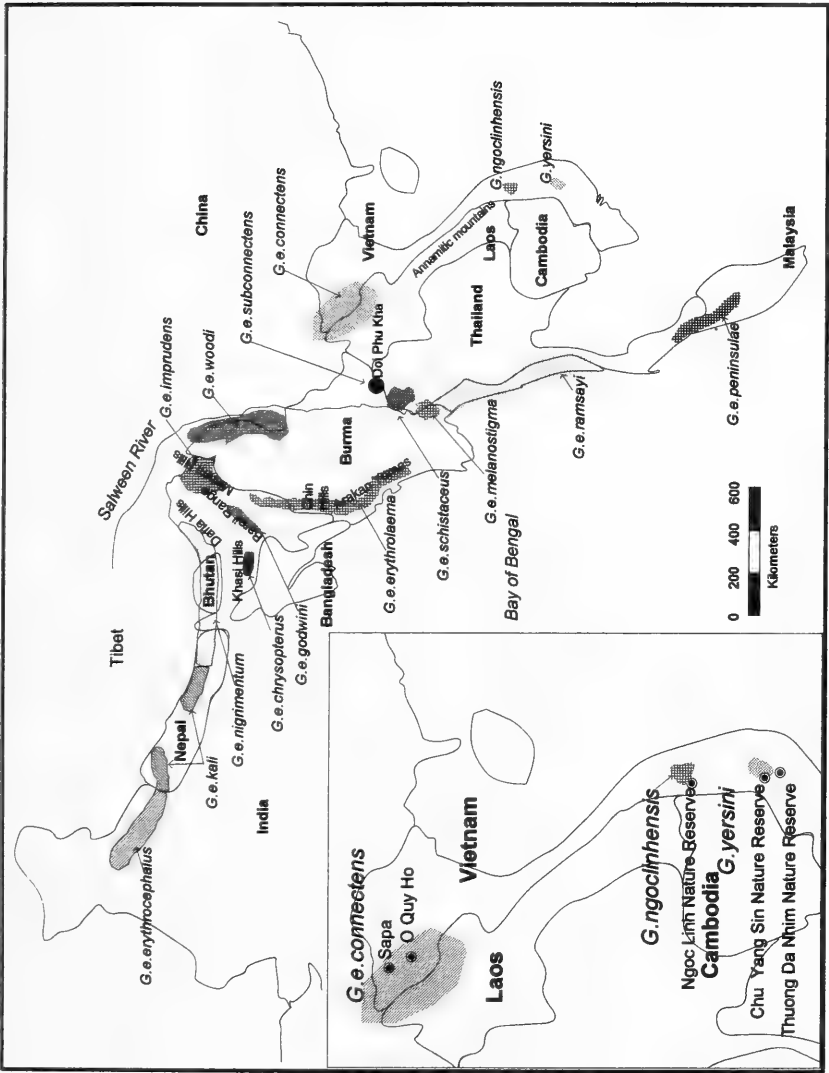 China
Tibet
India
Nepal
Bhutan
Bangladesh
Burma
Thailand
Laos
Vietnam
Cambodia
Malaysia
Salween River
G.e.imprudens
G.e.woodi
G.e.subconnectens
G.e.connectens
G.ngoclinhensis
G.yersini
Annamitic mountains
Doi Phu Kha
Dafla Hills
Barail Range
Khasi Hills
Chin
Hills
G.e.erythrocephalus
G.e.kali
G.e.nigrimentum
G.e.chrysopterus
G.e.godwini
G.e.erythrolaema
G.e.schistaceus
G.e.melanostigma
G.e.ramsayi
G.e.peninsulae
Bay of Bengal
0 200 400 600
Kilometers
G.e.connectens
Sapa
O Quy Ho
Vietnam
Laos
G.ngoclinhensis
Ngoc Linh Nature Reserve
Cambodia
G.yersini
Chu Yang Sin Nature Reserve
Thuong Da Nhim Nature Reserve